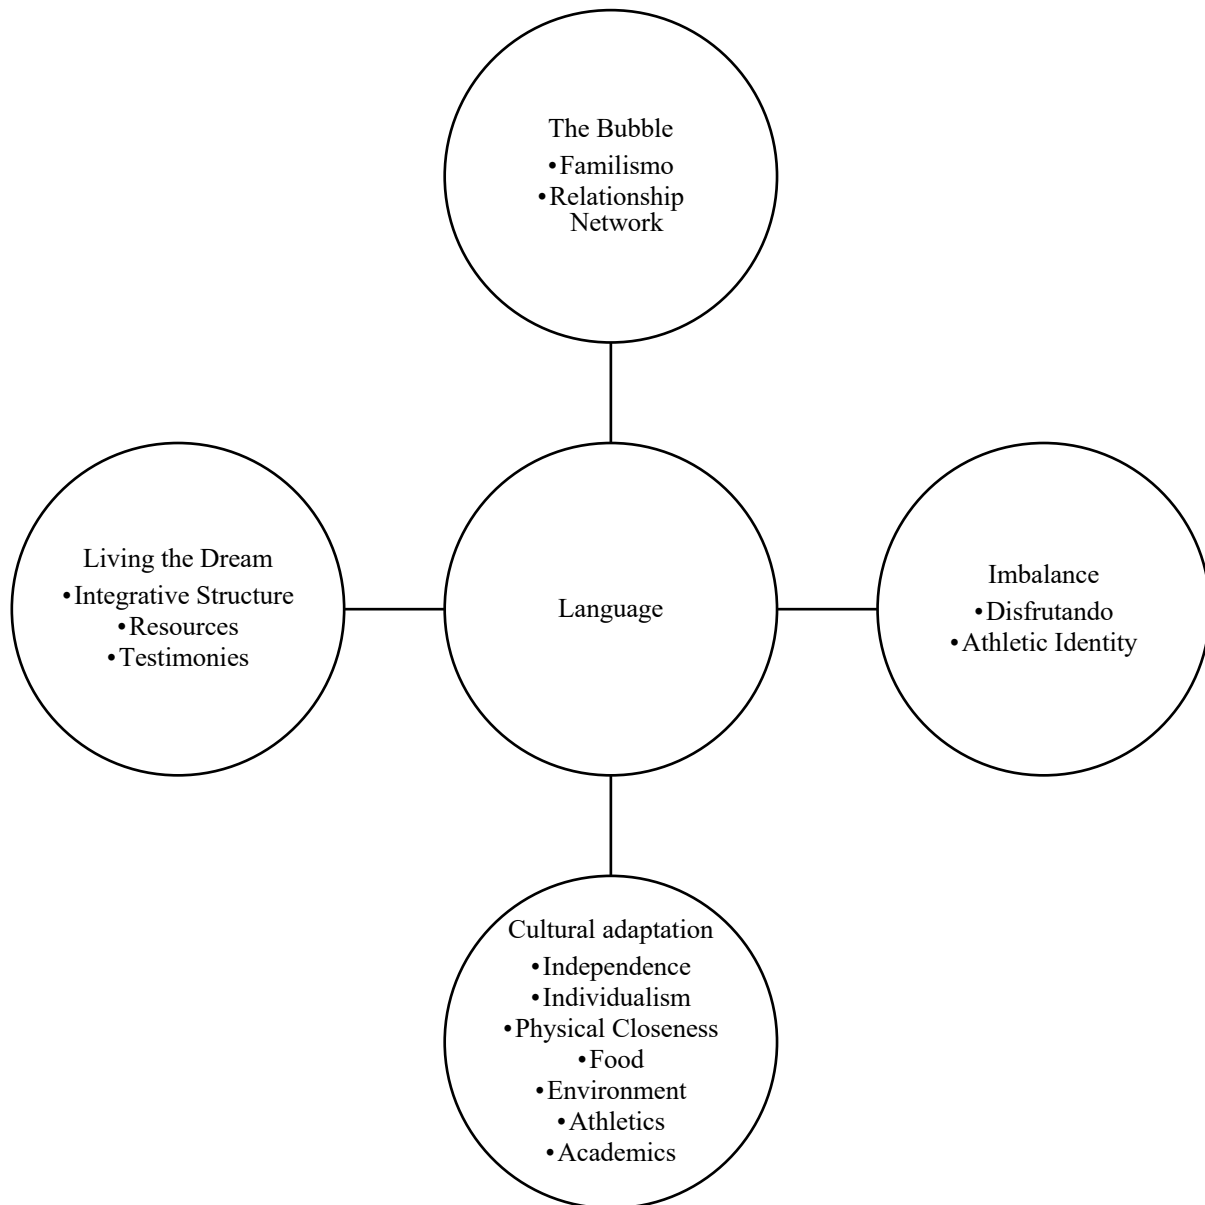 The Bubble
•Familismo
•Relationship
Network
Living the Dream
•Integrative Structure
•Resources
•Testimonies
Language
Imbalance
•Disfrutando
•Athletic Identity
Cultural adaptation
•Independence
•Individualism
•Physical Closeness
•Food
•Environment
•Athletics
•Academics